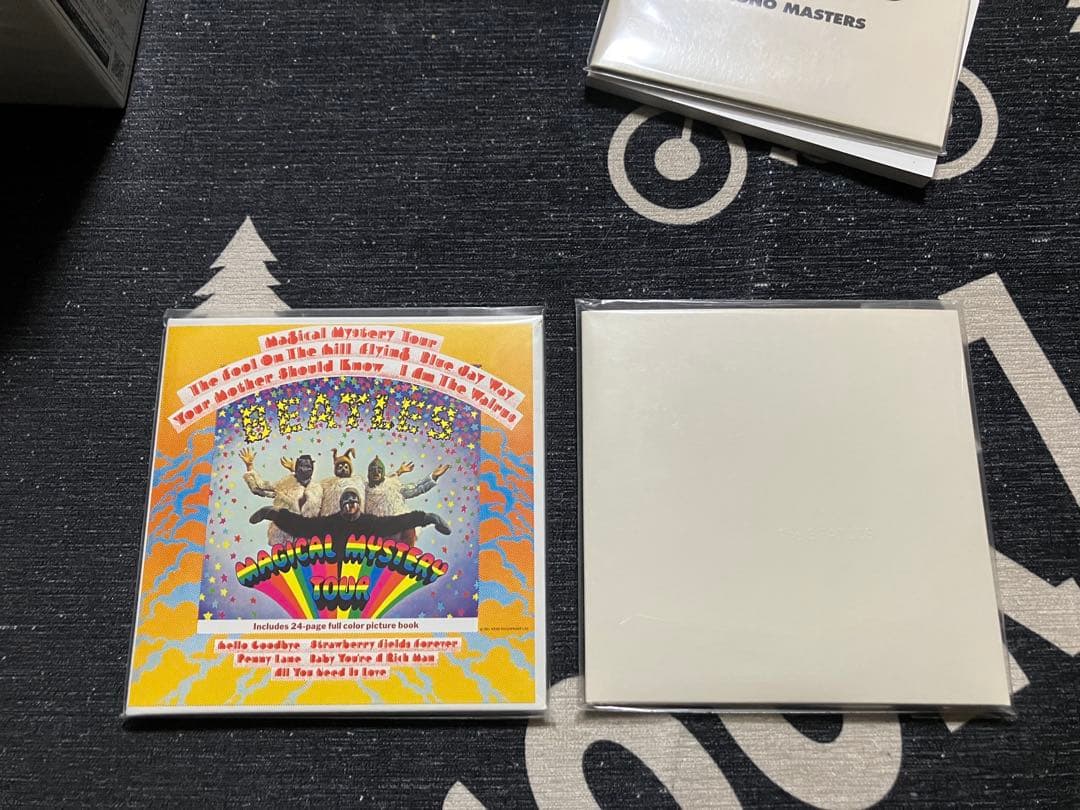 MONO MASTERS
Magical Mystery Tour
The Fool On The Hill Flying Blue Jay Way
Your Mother Should Know I Am The Walrus
BEATLES
MAGICAL MYSTERY
TOUR
Includes 24-page full color picture book
Hello Goodbye Strawberry Fields Forever
Penny Lane Baby You're A Rich Man
All You Need Is Love